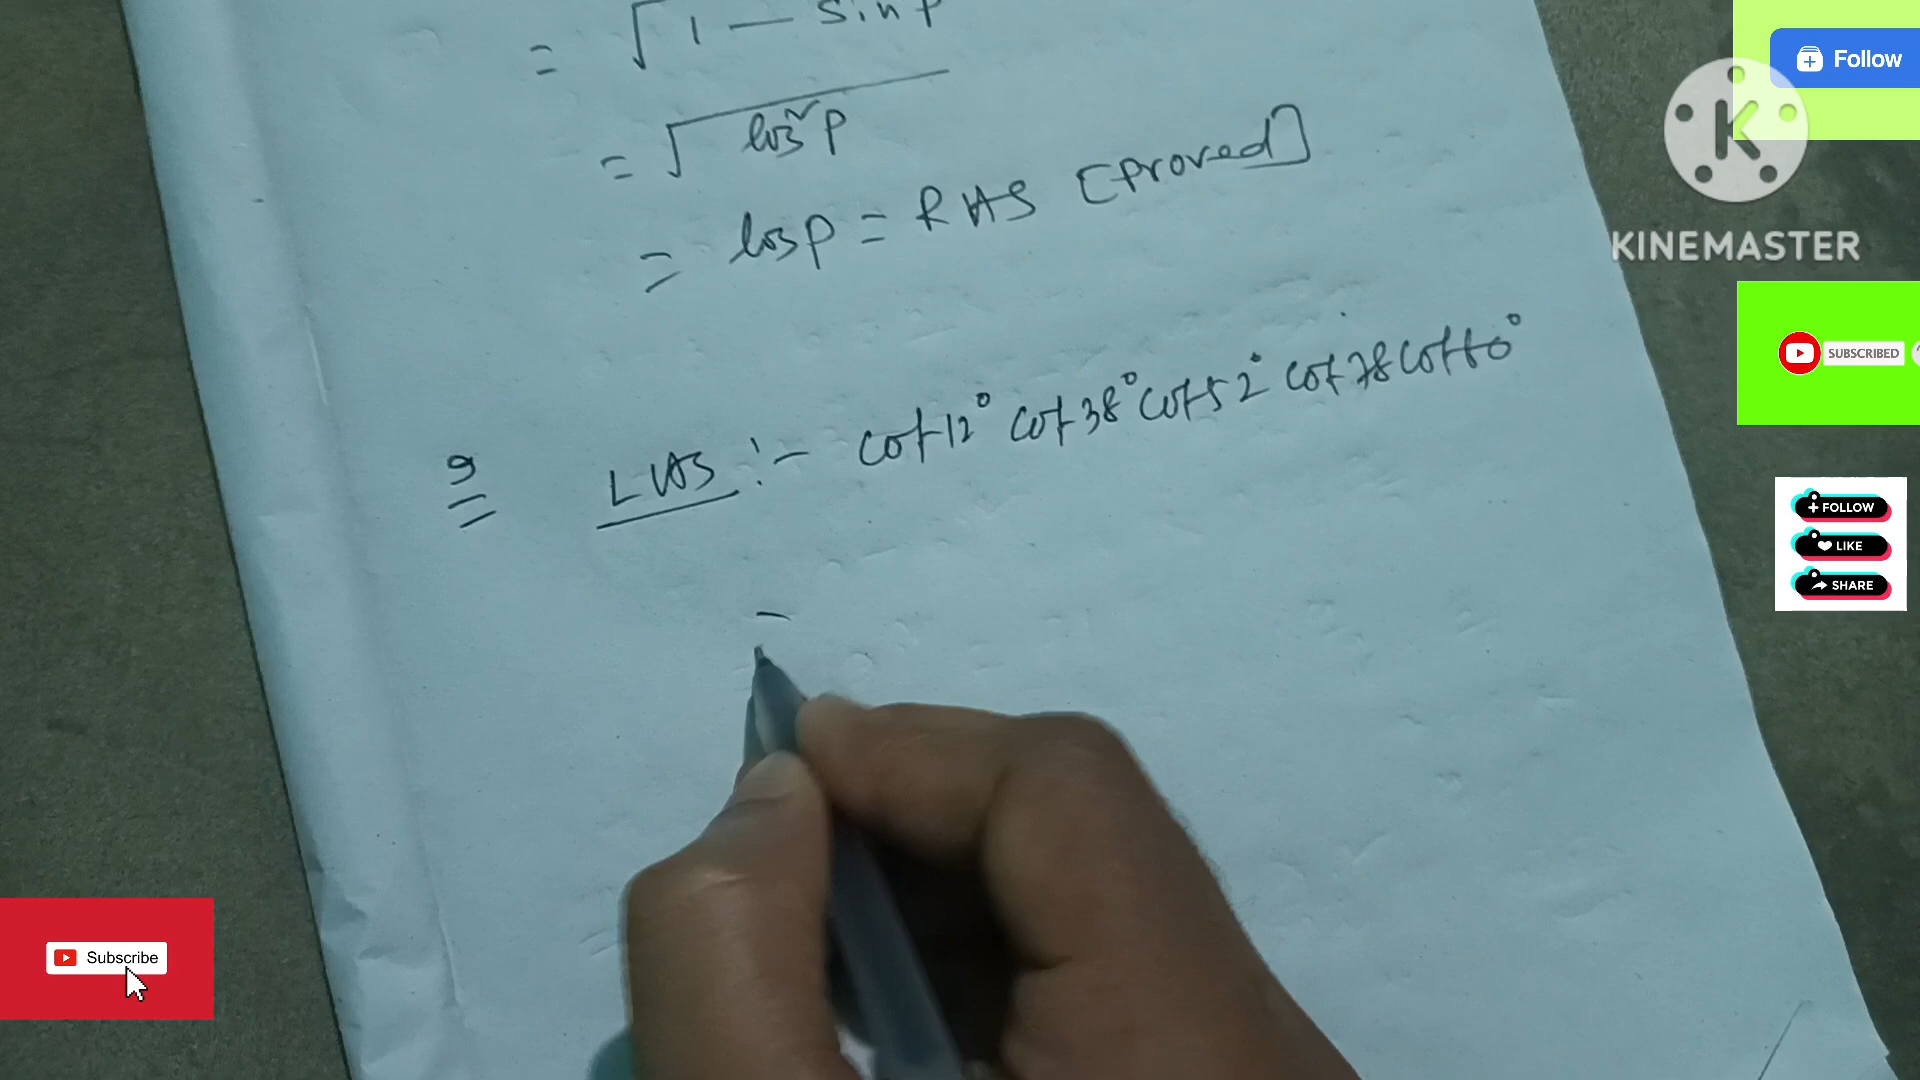 = √1 — Sin P
= √cos²P
= cosP = RHS [Proved]
9 LHS :- cot12° cot38° cot52° cot78 cot60°
Follow
KINEMASTER
SUBSCRIBED
+ FOLLOW
LIKE
SHARE
Subscribe